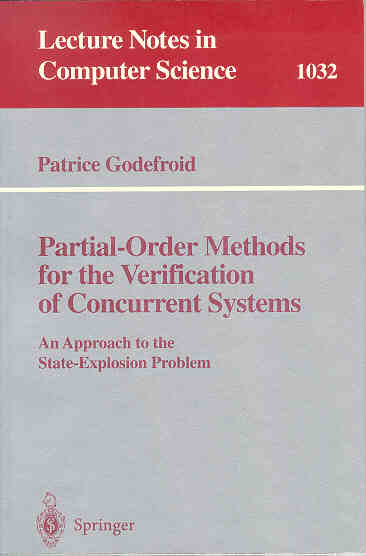 Lecture Notes in
Computer Science 1032
Patrice Godefroid
Partial-Order Methods
for the Verification
of Concurrent Systems
An Approach to the
State-Explosion Problem
Springer